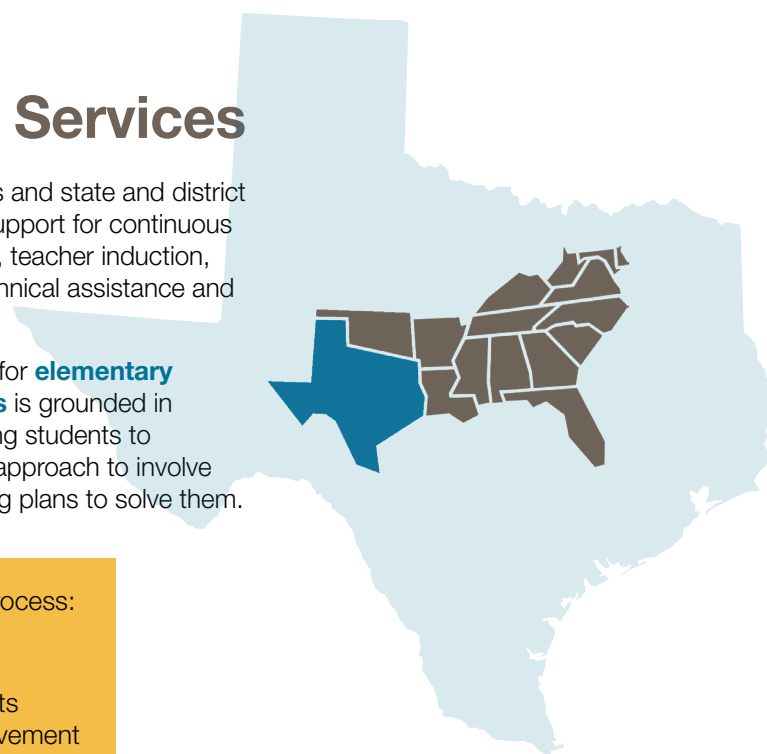 Services
s and state and district
upport for continuous
, teacher induction,
hnical assistance and
for elementary
s is grounded in
ng students to
approach to involve
g plans to solve them.
rocess:
ts
vement